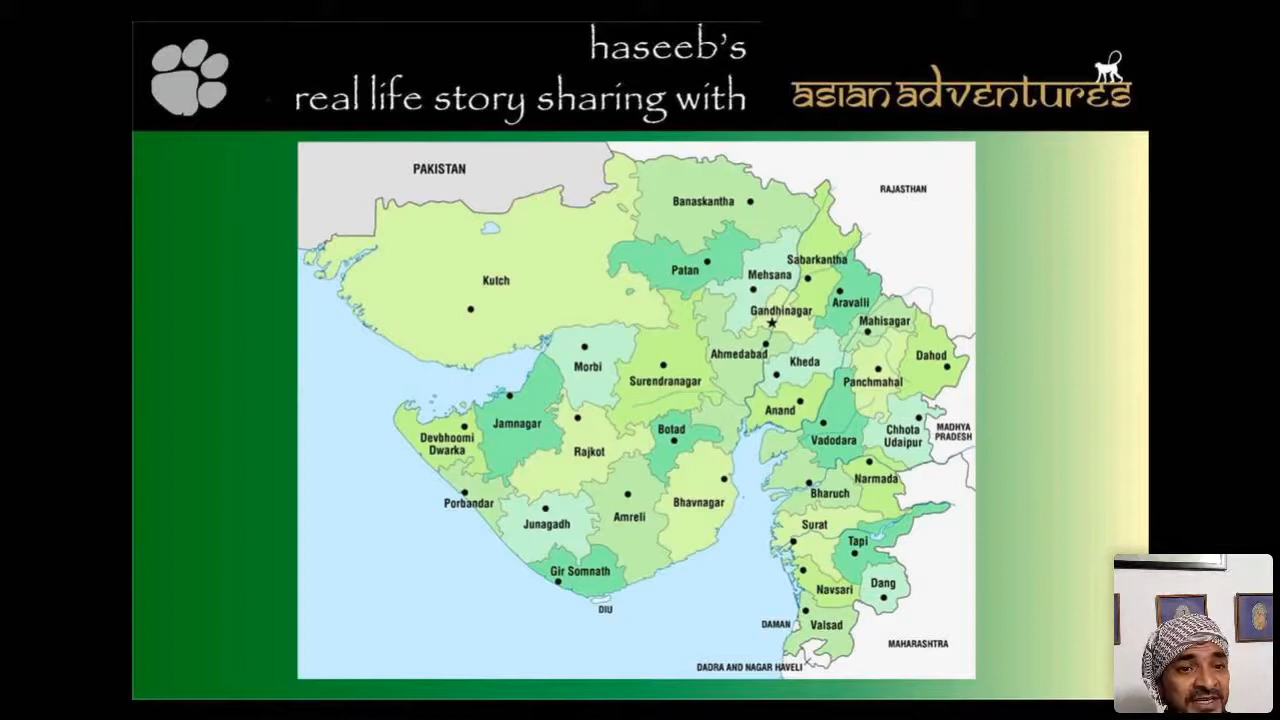 haseeb's
real life story sharing with
asian adventures
PAKISTAN
RAJASTHAN
Banaskantha
Patan
Mehsana
Sabarkantha
Kutch
Gandhinagar
Aravalli
Mahisagar
Ahmedabad
Kheda
Dahod
Morbi
Surendranagar
Panchmahal
Anand
Jamnagar
Botad
Vadodara
Chhota
Udaipur
MADHYA
PRADESH
Devbhoomi
Dwarka
Rajkot
Narmada
Porbandar
Junagadh
Amreli
Bhavnagar
Bharuch
Surat
Tapi
Gir Somnath
Navsari
Dang
DIU
DAMAN
Valsad
MAHARASHTRA
DADRA AND NAGAR HAVELI